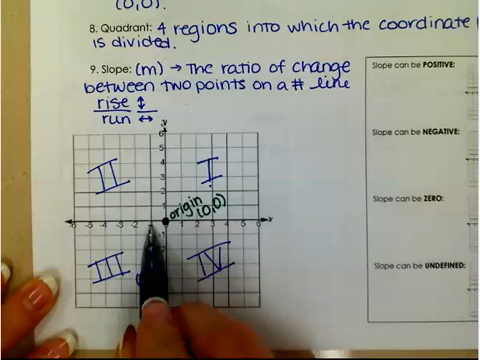 (0,0).
8. Quadrant: 4 regions into which the coordinate
is divided.
9. Slope: (m) → The ratio of change
between two points on a # line
rise ↕
run ↔
Slope can be POSITIVE:
Slope can be NEGATIVE:
Slope can be ZERO:
Slope can be UNDEFINED:
y
II
I
origin
(0,0)
x
III
IV